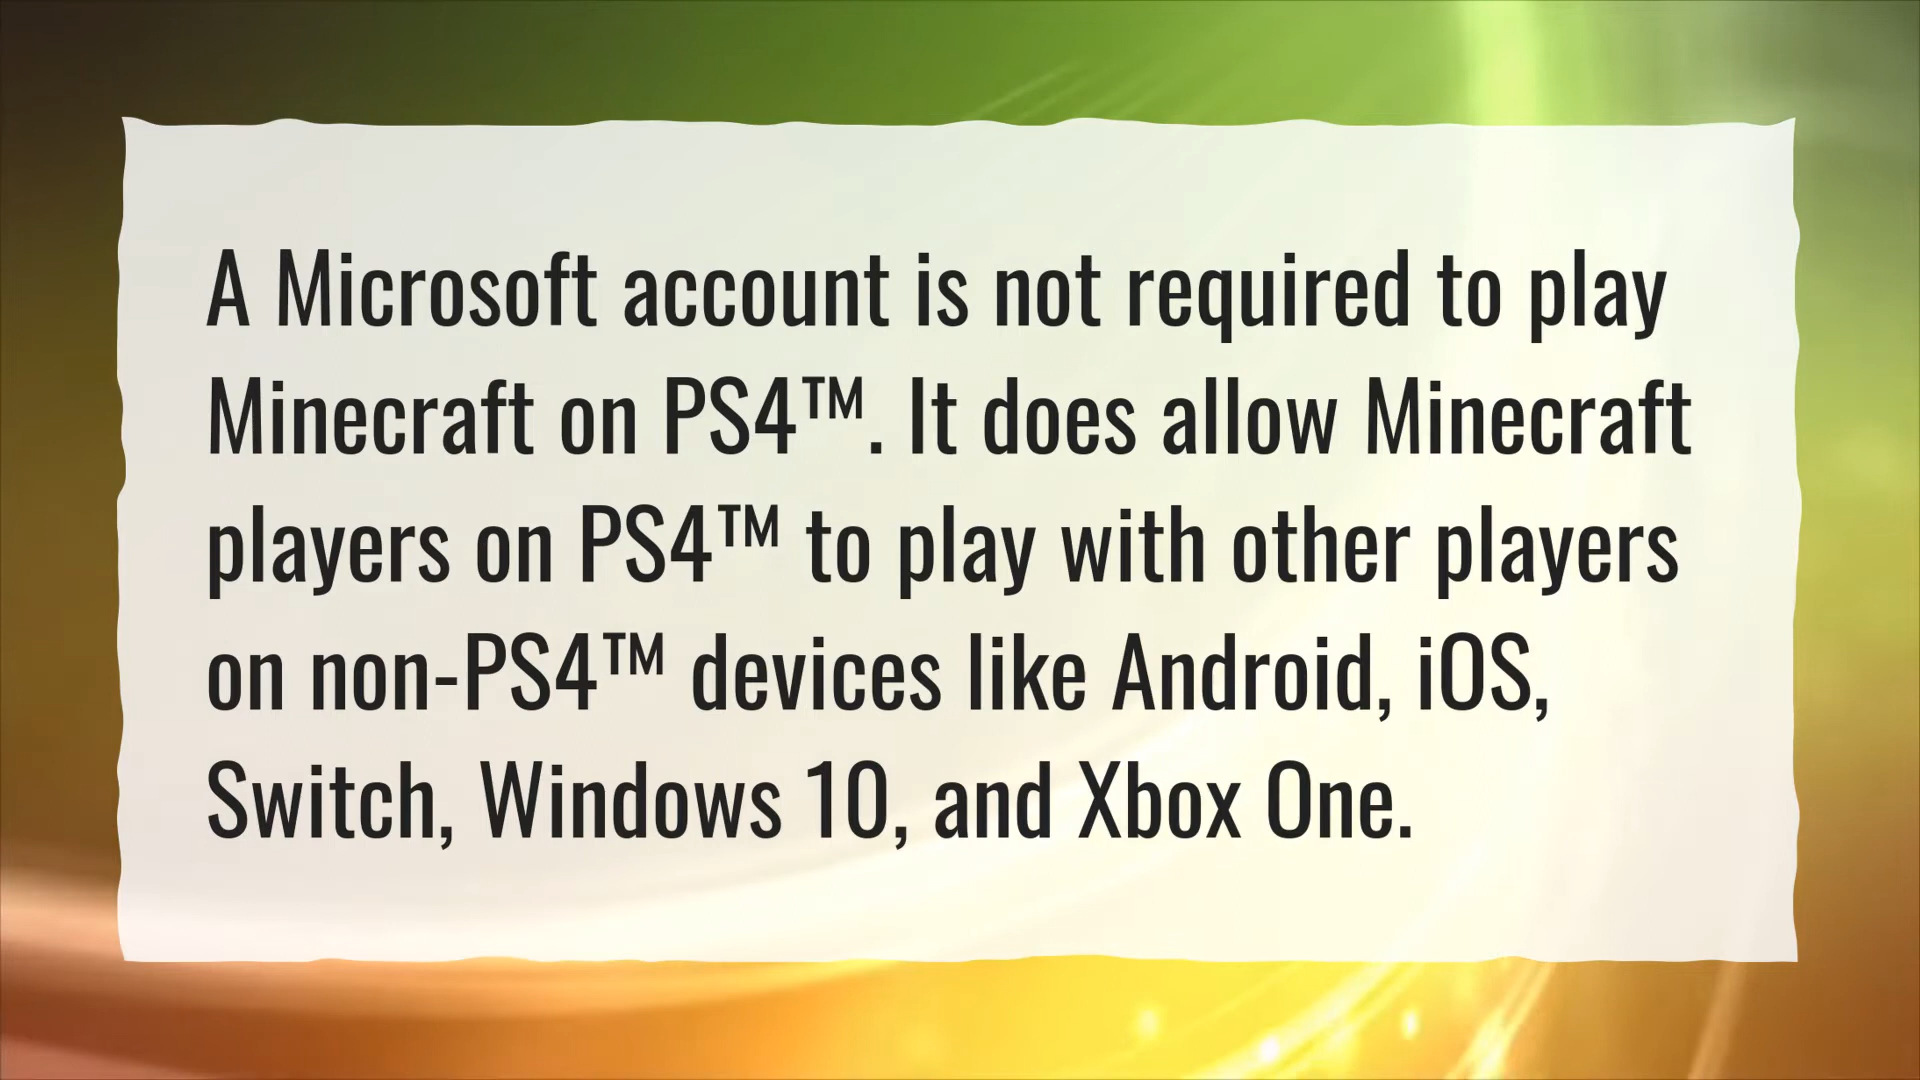 A Microsoft account is not required to play
Minecraft on PS4™. It does allow Minecraft
players on PS4™ to play with other players
on non-PS4™ devices like Android, iOS,
Switch, Windows 10, and Xbox One.